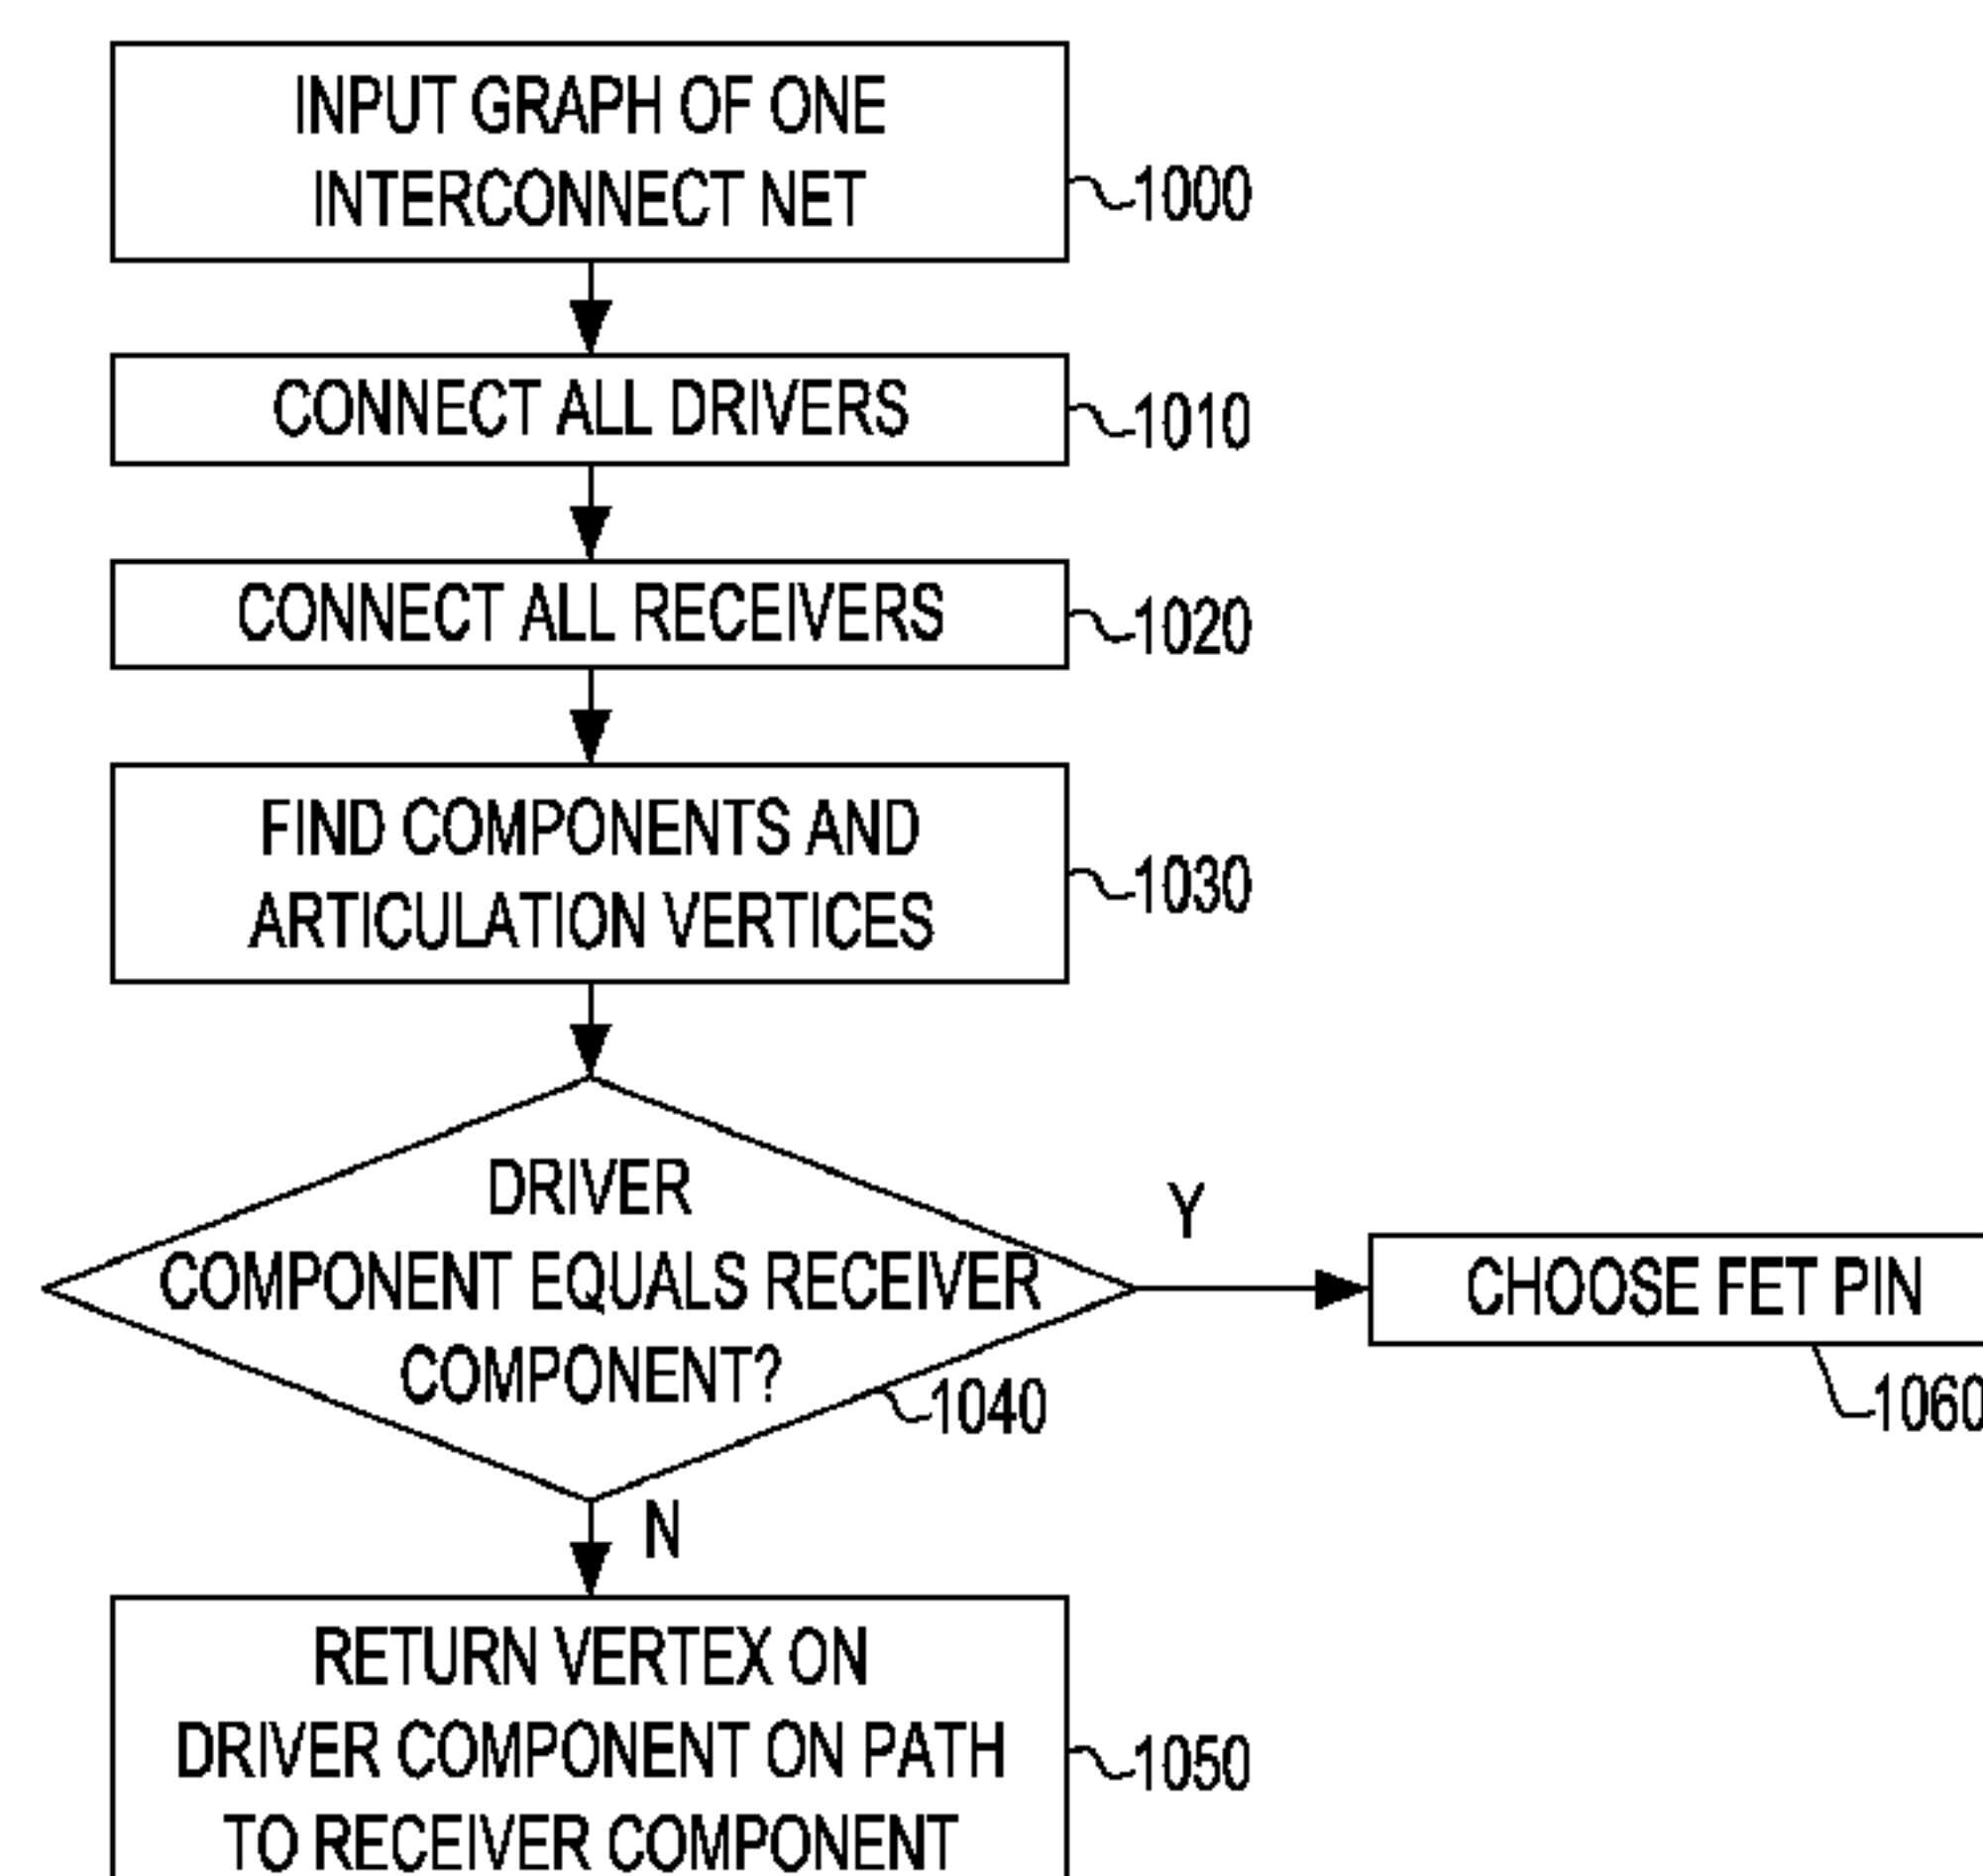 INPUT GRAPH OF ONE
INTERCONNECT NET
1000
CONNECT ALL DRIVERS
1010
CONNECT ALL RECEIVERS
1020
FIND COMPONENTS AND
ARTICULATION VERTICES
1030
DRIVER
COMPONENT EQUALS RECEIVER
COMPONENT?
1040
Y
CHOOSE FET PIN
1060
N
RETURN VERTEX ON
DRIVER COMPONENT ON PATH
TO RECEIVER COMPONENT
1050